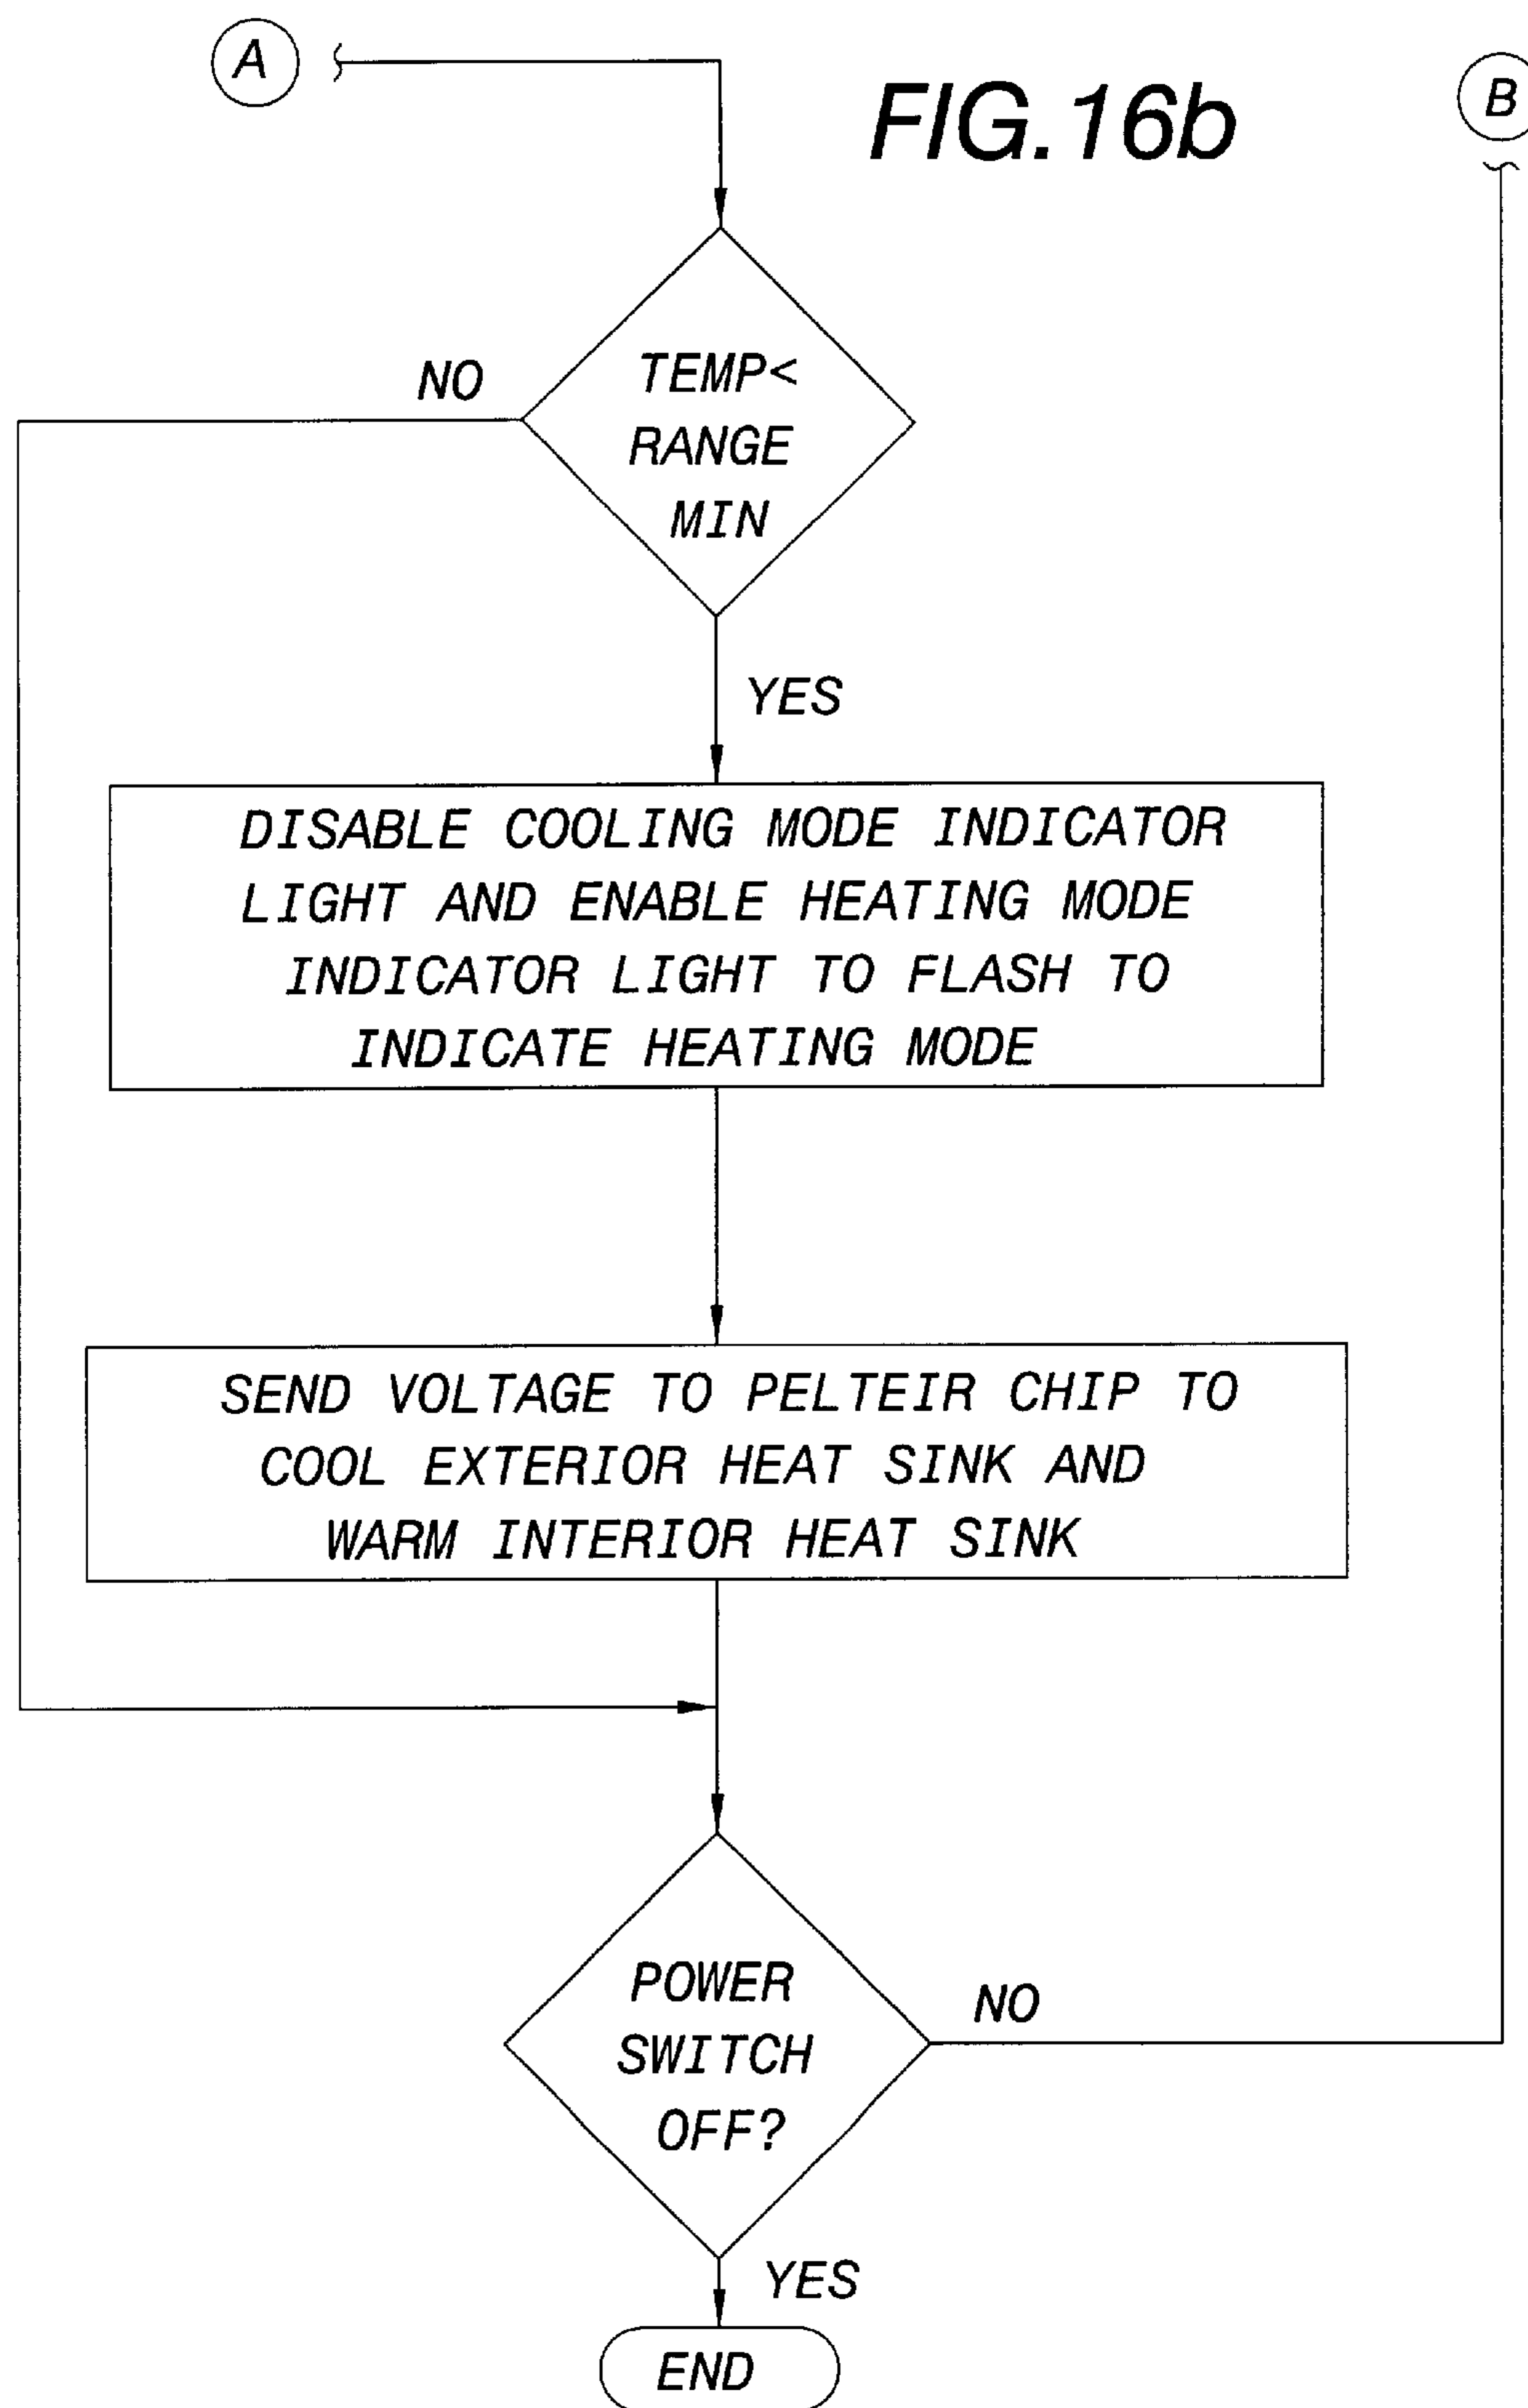 A
FIG.16b
B
TEMP<
RANGE
MIN
NO
YES
DISABLE COOLING MODE INDICATOR
LIGHT AND ENABLE HEATING MODE
INDICATOR LIGHT TO FLASH TO
INDICATE HEATING MODE
SEND VOLTAGE TO PELTEIR CHIP TO
COOL EXTERIOR HEAT SINK AND
WARM INTERIOR HEAT SINK
POWER
SWITCH
OFF?
NO
YES
END